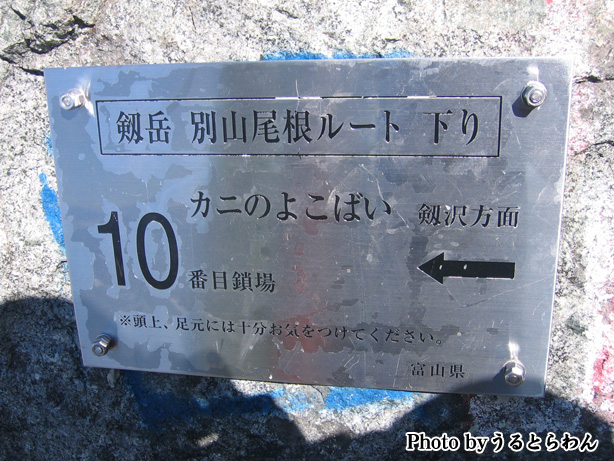 剱岳 別山尾根ルート 下り
カニのよこばい 剱沢方面
10 番目鎖場
※頭上、足元には十分お気をつけてください。
富山県
Photo by うるとらわん